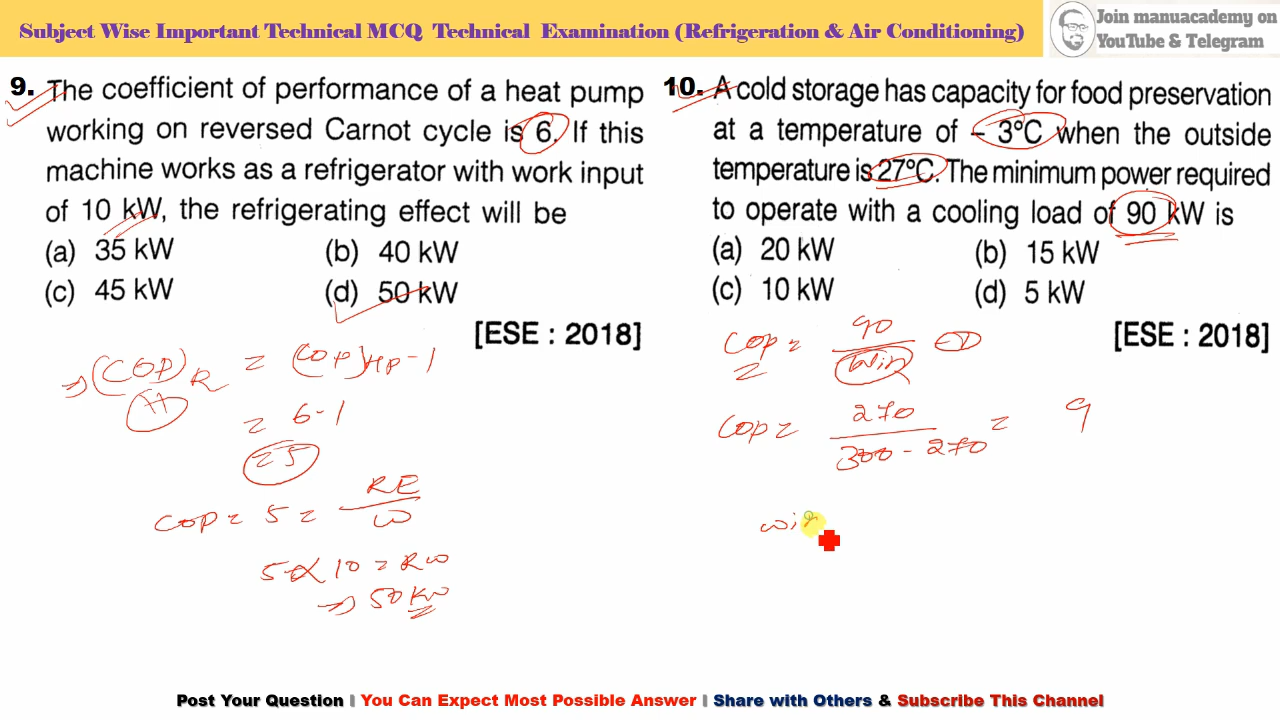 Subject Wise Important Technical MCQ Technical Examination (Refrigeration & Air Conditioning)
Join manuacademy on
YouTube & Telegram
9. The coefficient of performance of a heat pump
working on reversed Carnot cycle is 6. If this
machine works as a refrigerator with work input
of 10 kW, the refrigerating effect will be
(a) 35 kW (b) 40 kW
(c) 45 kW (d) 50 kW
[ESE : 2018]
⇒ (COP)R = (COP)HP - 1
= 6-1
= 5
COP = 5 = RE
W
5 × 10 = RW
⇒ 50 kW
10. A cold storage has capacity for food preservation
at a temperature of – 3°C when the outside
temperature is 27°C. The minimum power required
to operate with a cooling load of 90 kW is
(a) 20 kW (b) 15 kW
(c) 10 kW (d) 5 kW
[ESE : 2018]
COP = 90
Win
COP = 270 = 9
300 - 270
Post Your Question | You Can Expect Most Possible Answer | Share with Others & Subscribe This Channel